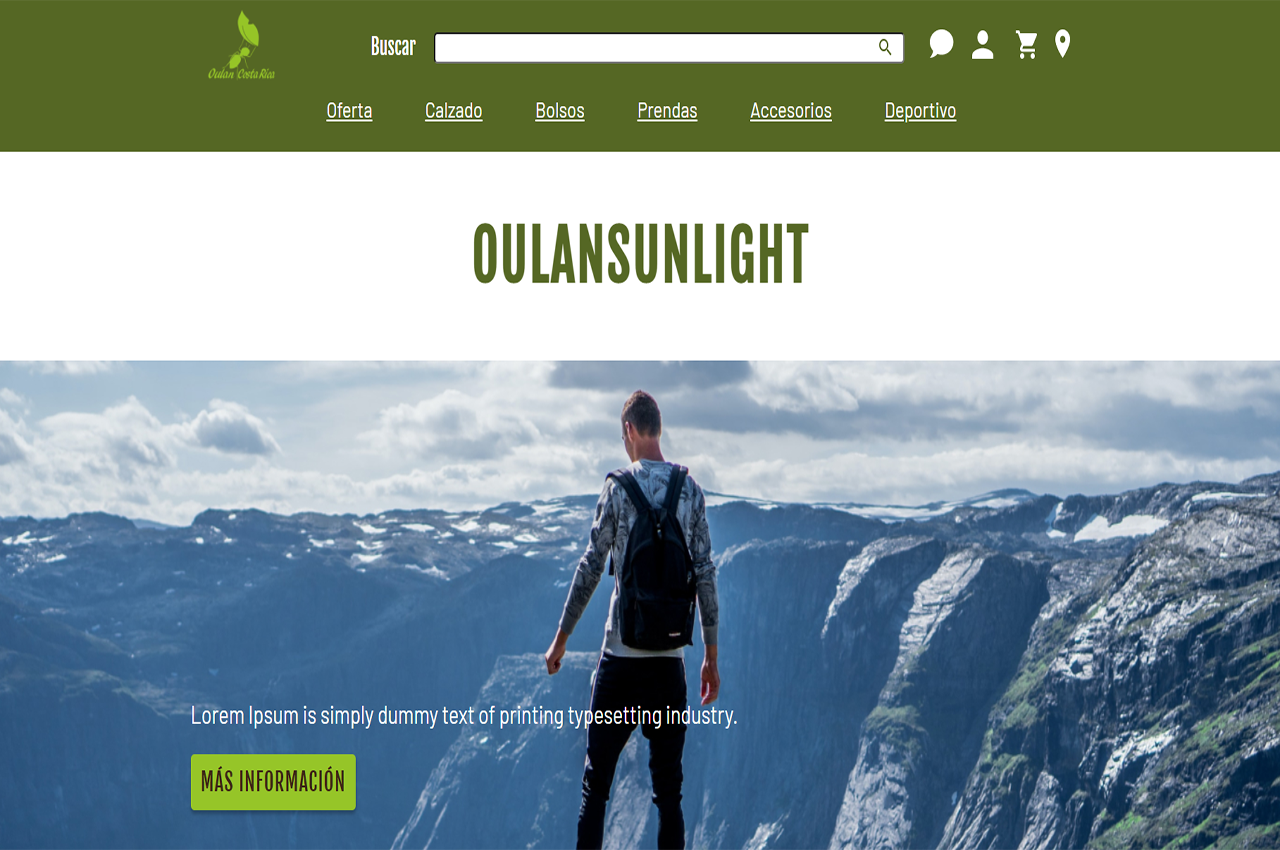 Oulan Costa Rica
Buscar
Oferta Calzado Bolsos Prendas Accesorios Deportivo
OULANSUNLIGHT
Lorem Ipsum is simply dummy text of printing typesetting industry.
MÁS INFORMACIÓN